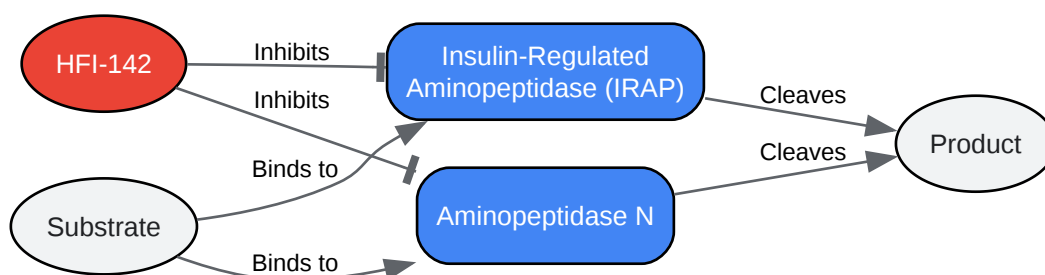 HFI-142
Inhibits
Insulin-Regulated
Aminopeptidase (IRAP)
Inhibits
Cleaves
Product
Cleaves
Binds to
Substrate
Aminopeptidase N
Binds to